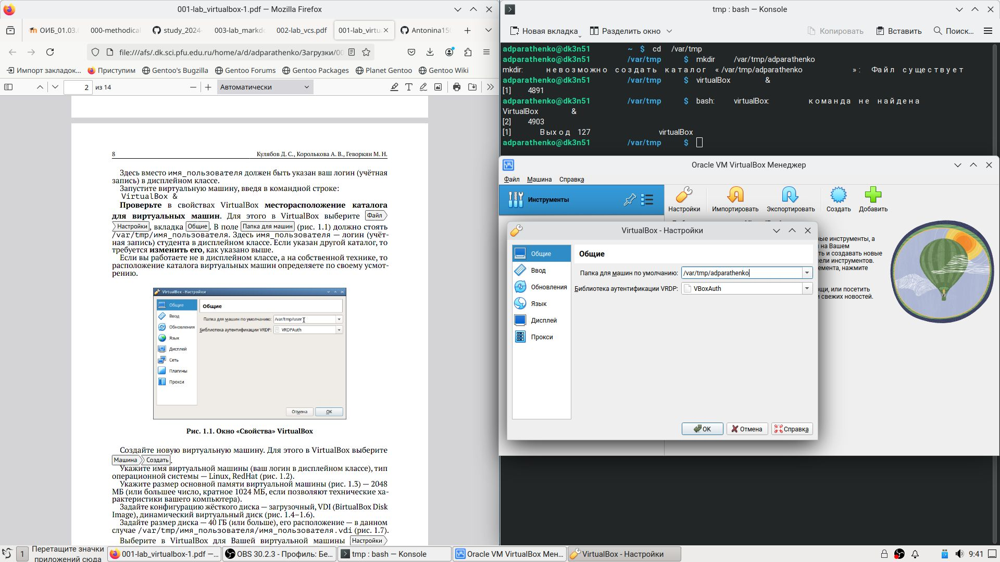 001-lab_virtualbox-1.pdf — Mozilla Firefox
ОИБ_01.03.0
000-methodical
study_2024-
003-lab_markdo
002-lab_vcs.pdf
001-lab_virtu
Antonina150
file:///afs/.dk.sci.pfu.edu.ru/home/a/d/adparathenko/Загрузки/00
Импорт закладок...
Приступим
Gentoo's Bugzilla
Gentoo Forums
Gentoo Packages
Planet Gentoo
Gentoo Wiki
2 из 14
Автоматически
8 Кулябов Д. С., Королькова А. В., Геворкян М. Н.
Здесь вместо имя_пользователя должен быть указан ваш логин (учётная
запись) в дисплейном классе.
Запустите виртуальную машину, введя в командной строке:
VirtualBox &
Проверьте в свойствах VirtualBox месторасположение каталога
для виртуальных машин. Для этого в VirtualBox выберите Файл
Настройки, вкладка Общие. В поле Папка для машин (рис. 1.1) должно стоять
/var/tmp/имя_пользователя. Здесь имя_пользователя — логин (учёт-
ная запись) студента в дисплейном классе. Если указан другой каталог, то
требуется изменить его, как указано выше.
Если вы работаете не в дисплейном классе, а на собственной технике, то
расположение каталога виртуальных машин определяете по своему усмот-
рению.
VirtualBox - Настройки
Общие
Ввод
Обновления
Язык
Дисплей
Сеть
Плагины
Прокси
Общие
Папка для машин по умолчанию: /var/tmp/user
Библиотека аутентификации VRDP: VRDPAuth
Отмена
OK
Рис. 1.1. Окно «Свойства» VirtualBox
Создайте новую виртуальную машину. Для этого в VirtualBox выберите
Машина Создать.
Укажите имя виртуальной машины (ваш логин в дисплейном классе), тип
операционной системы — Linux, RedHat (рис. 1.2).
Укажите размер основной памяти виртуальной машины (рис. 1.3) — 2048
МБ (или большее число, кратное 1024 МБ, если позволяют технические ха-
рактеристики вашего компьютера).
Задайте конфигурацию жёсткого диска — загрузочный, VDI (BirtualBox Disk
Image), динамический виртуальный диск (рис. 1.4–1.6).
Задайте размер диска — 40 ГБ (или больше), его расположение — в данном
случае /var/tmp/имя_пользователя/имя_пользователя.vdi (рис. 1.7).
Выберите в VirtualBox для Вашей виртуальной машины Настройки
tmp : bash — Konsole
Новая вкладка
Разделить окно
Копировать
Вставить
Поиск...
adparathenko@dk3n51 ~ $ cd /var/tmp
adparathenko@dk3n51 /var/tmp $ mkdir /var/tmp/adparathenko
mkdir: невозможно создать каталог «/var/tmp/adparathenko»: Файл существует
adparathenko@dk3n51 /var/tmp $ virtualBox &
[1] 4891
adparathenko@dk3n51 /var/tmp $ bash: virtualBox: команда не найдена
VirtualBox &
[2] 4903
[1] Выход 127 virtualBox
adparathenko@dk3n51 /var/tmp $
Oracle VM VirtualBox Менеджер
Файл
Машина
Справка
Инструменты
Настройки
Импортировать
Экспортировать
Создать
Добавить
ные инструменты, а
на Вашем
ть и создавать новые
ели инструментов.
емента, нажмите
щи, или посетить
и свежих новостей.
VirtualBox - Настройки
Общие
Ввод
Обновления
Язык
Дисплей
Прокси
Общие
Папка для машин по умолчанию: /var/tmp/adparathenko
Библиотека аутентификации VRDP: VBoxAuth
OK
Отмена
Справка
1
Перетащите значки
приложений сюда
001-lab_virtualbox-1.pdf —...
OBS 30.2.3 - Профиль: Бе...
tmp : bash — Konsole
Oracle VM VirtualBox Мен...
VirtualBox - Настройки
9:41